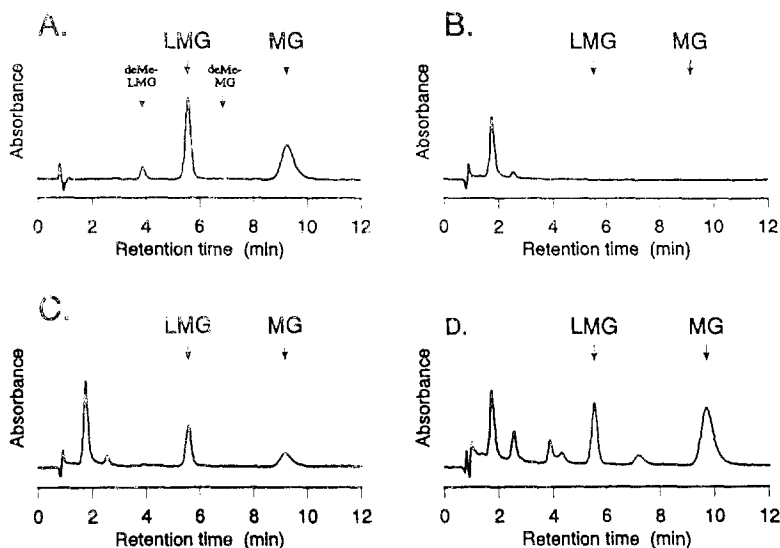 A.
LMG MG
deMe-
LMG
deMe-
MG
Absorbance
0 2 4 6 8 10 12
Retention time (min)
B.
LMG MG
Absorbance
0 2 4 6 8 10 12
Retention time (min)
C.
LMG MG
Absorbance
0 2 4 6 8 10 12
Retention time (min)
D.
LMG MG
Absorbance
0 2 4 6 8 10 12
Retention time (min)